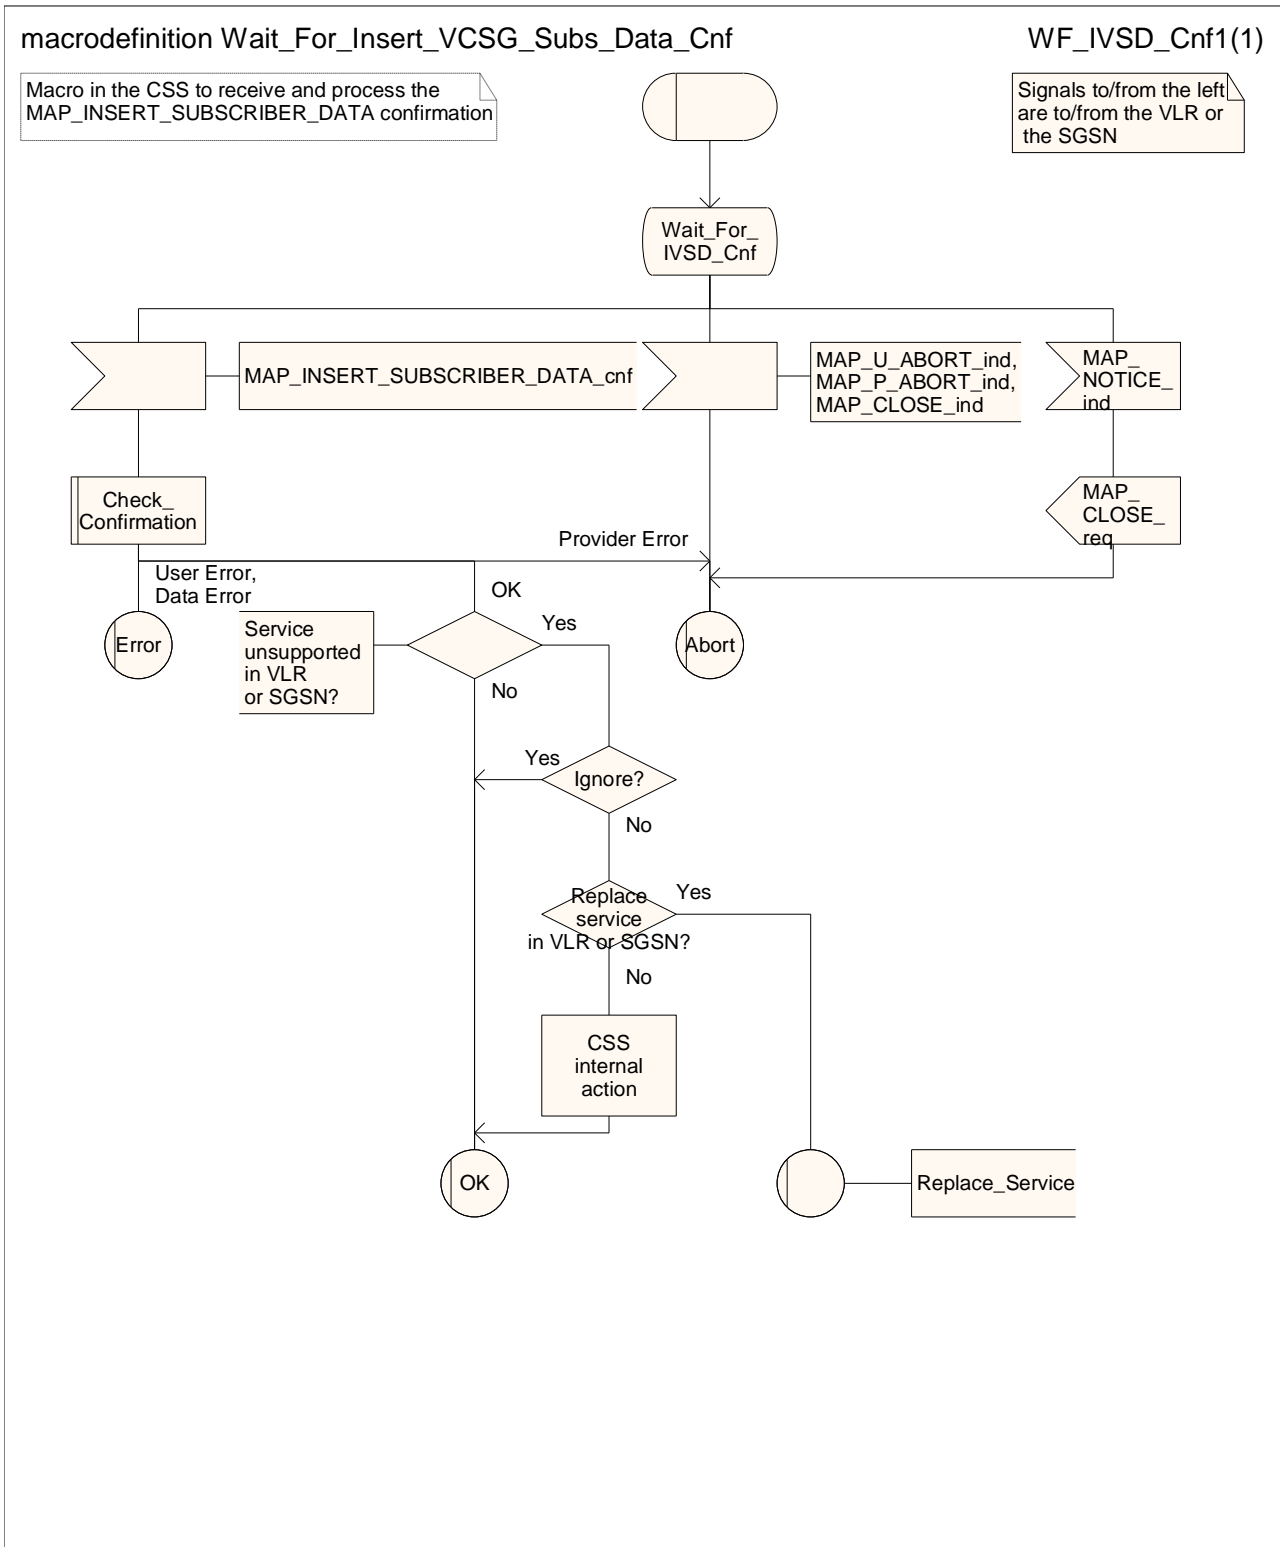 macrodefinition Wait_For_Insert_VCSG_Subs_Data_Cnf
WF_IVSD_Cnf1(1)
Macro in the CSS to receive and process the
MAP_INSERT_SUBSCRIBER_DATA confirmation
Signals to/from the left
are to/from the VLR or
the SGSN
Wait_For_
IVSD_Cnf
MAP_INSERT_SUBSCRIBER_DATA_cnf
MAP_U_ABORT_ind,
MAP_P_ABORT_ind,
MAP_CLOSE_ind
MAP_
NOTICE_
ind
Check_
Confirmation
MAP_
CLOSE_
req
Provider Error
User Error,
Data Error
OK
Error
Service
unsupported
in VLR
or SGSN?
Yes
Abort
No
Yes
Ignore?
No
Replace
service
in VLR or SGSN?
Yes
No
CSS
internal
action
OK
Replace_Service